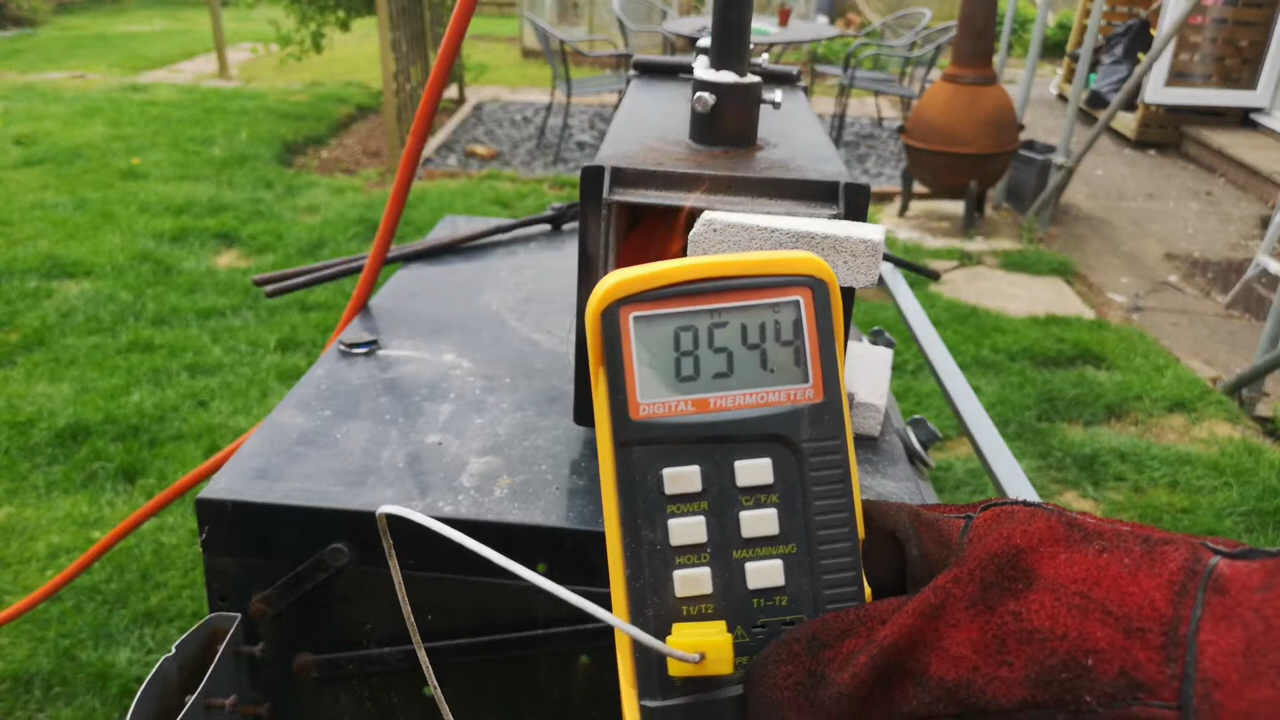 T1 °C
854.4
DIGITAL THERMOMETER
POWER °C/°F/K
HOLD MAX/MIN/AVG
T1/T2 T1-T2